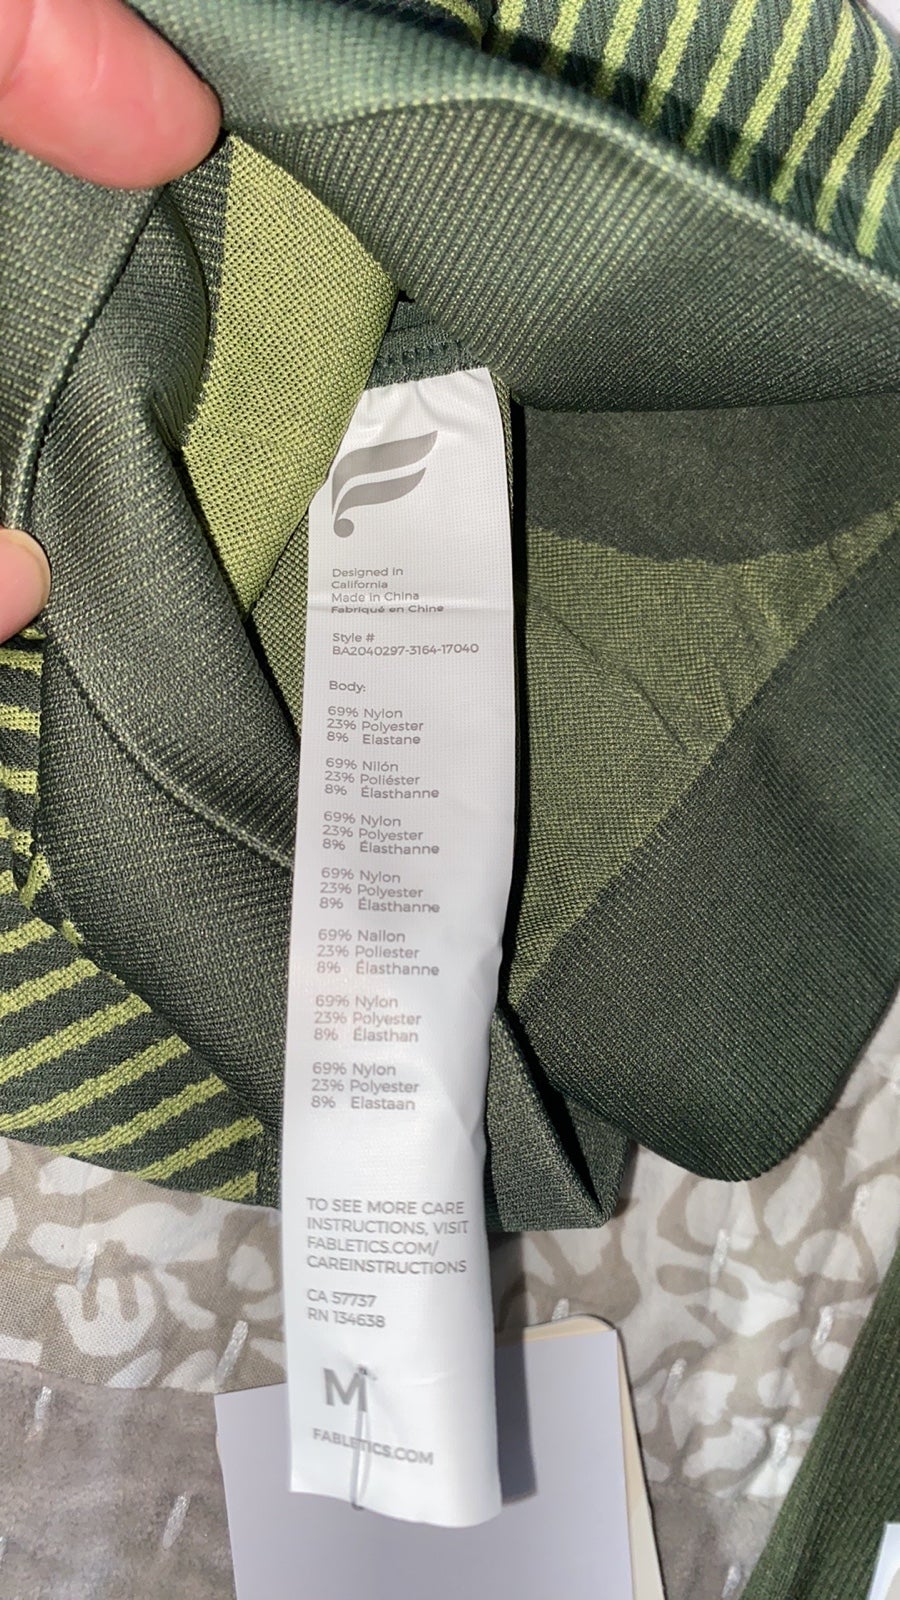 Designed in
California
Made in China
Fabriqué en Chine
Style #
BA2040297-3164-17040
Body:
69% Nylon
23% Polyester
8% Elastane
69% Nilón
23% Poliéster
8% Élasthanne
69% Nylon
23% Polyester
8% Élasthanne
69% Nylon
23% Polyester
8% Élasthanne
69% Nailon
23% Poliester
8% Élasthanne
69% Nylon
23% Polyester
8% Élasthan
69% Nylon
23% Polyester
8% Elastaan
TO SEE MORE CARE
INSTRUCTIONS, VISIT
FABLETICS.COM/
CAREINSTRUCTIONS
CA 57737
RN 134638
M
FABLETICS.COM